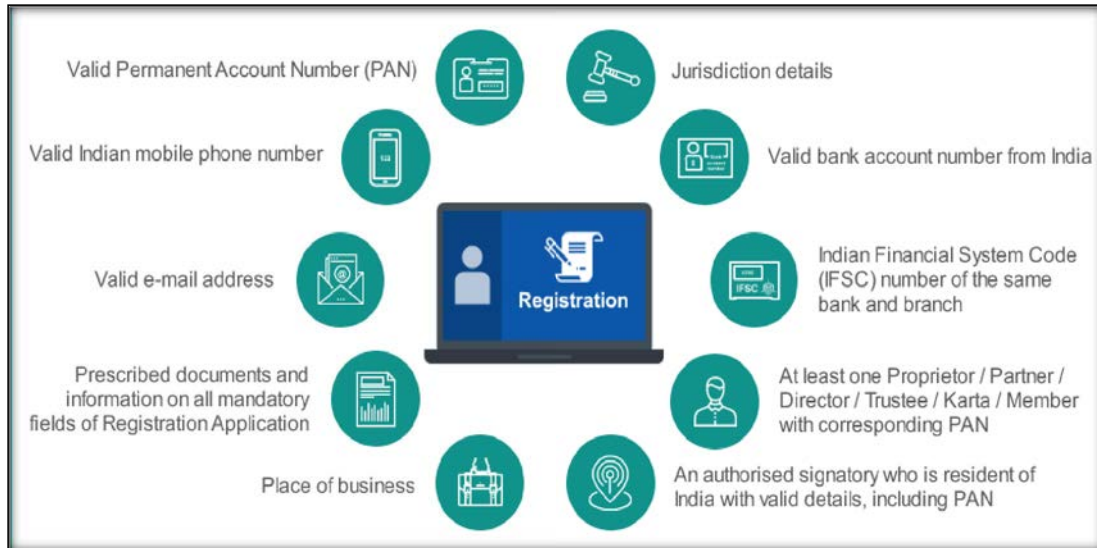 Valid Permanent Account Number (PAN)
Jurisdiction details
Valid Indian mobile phone number
Valid bank account number from India
Valid e-mail address
Indian Financial System Code
(IFSC) number of the same
bank and branch
Registration
IFSC
Prescribed documents and
information on all mandatory
fields of Registration Application
At least one Proprietor / Partner /
Director / Trustee / Karta / Member
with corresponding PAN
Place of business
An authorised signatory who is resident of
India with valid details, including PAN